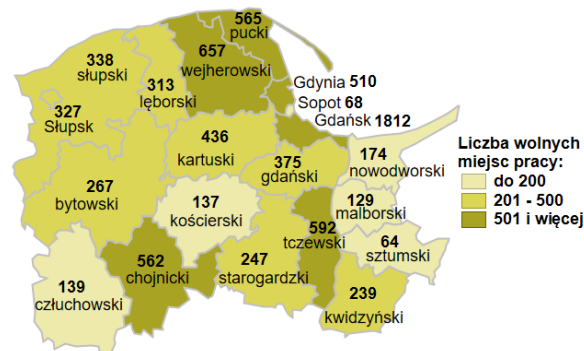 565
pucki
657
wejherowski
338
słupski
313
lęborski
Gdynia 510
Sopot 68
Gdańsk 1812
327
Słupsk
436
kartuski
375
gdański
174
nowodworski
Liczba wolnych
miejsc pracy:
do 200
201 - 500
501 i więcej
267
bytowski
137
kościerski
129
malborski
592
tczewski
64
sztumski
139
człuchowski
562
chojnicki
247
starogardzki
239
kwidzyński